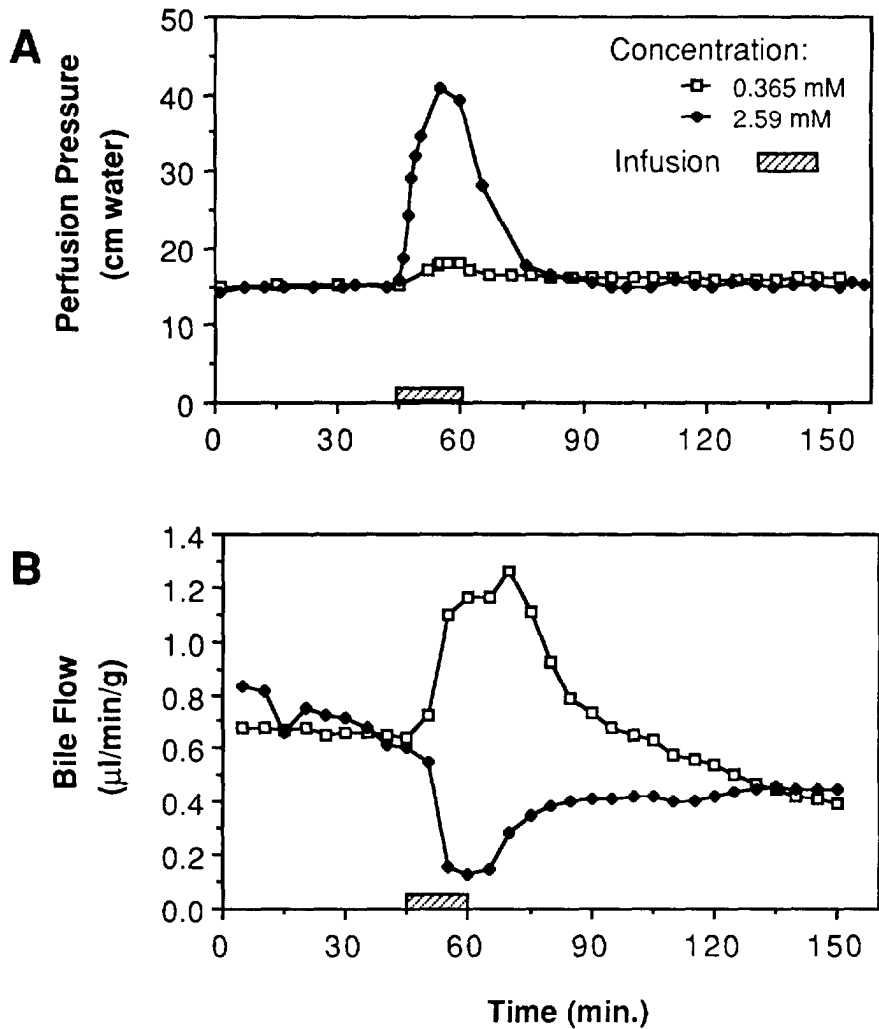 A
Perfusion Pressure
(cm water)
50
40
30
20
10
0
Concentration:
0.365 mM
2.59 mM
Infusion
0 30 60 90 120 150
B
Bile Flow
(µl/min/g)
1.4
1.2
1.0
0.8
0.6
0.4
0.2
0.0
0 30 60 90 120 150
Time (min.)